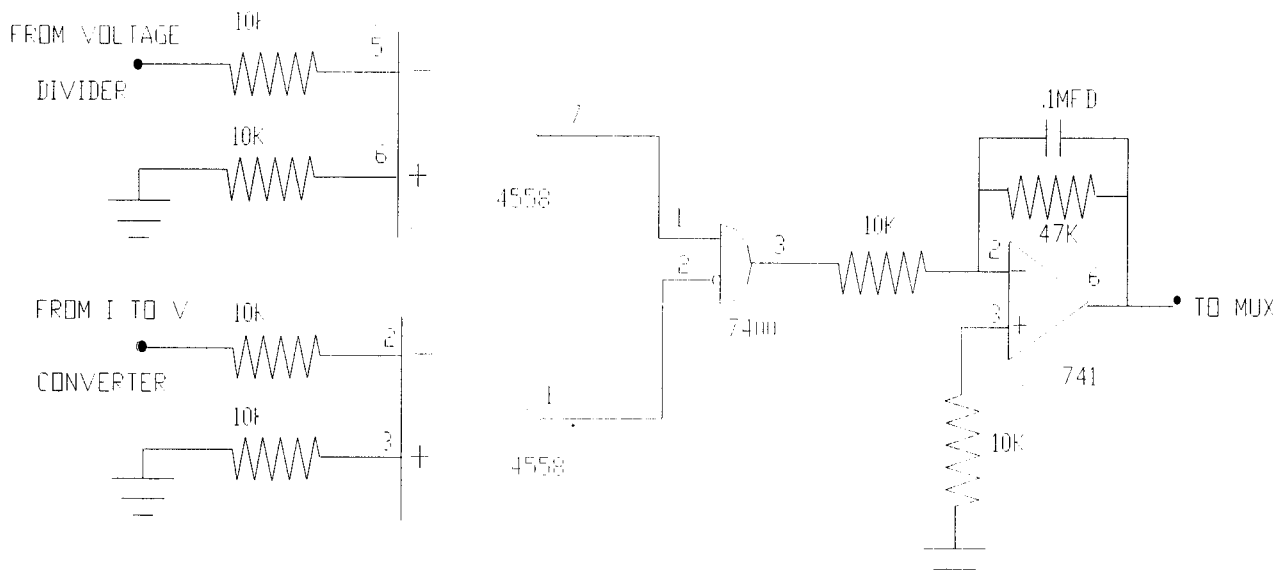 10K
FROM VOLTAGE
5
−
DIVIDER
10K
6
+
7
4558
1
2
3
7400
10K
.1MFD
47K
2
−
6
3
+
741
TO MUX
10K
FROM I TO V
10K
2
−
CONVERTER
10K
3
+
1
4558